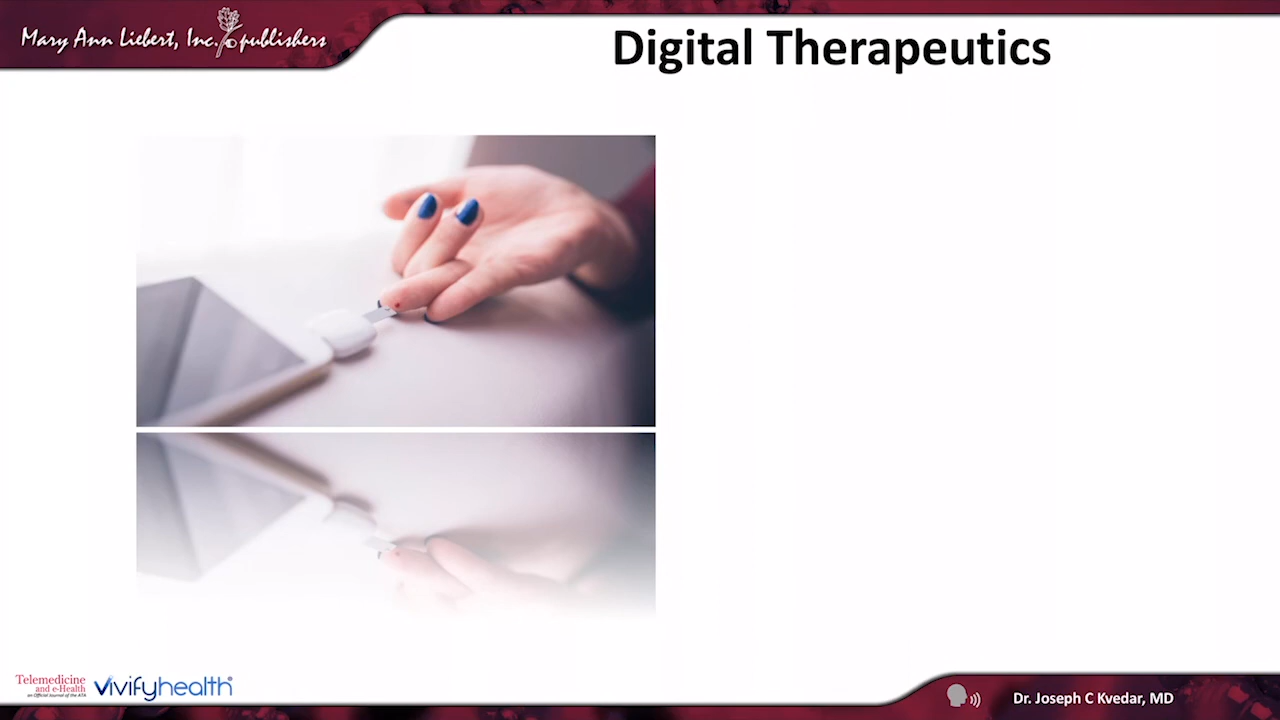 Mary Ann Liebert, Inc. publishers
Digital Therapeutics
Telemedicine
and e-Health
an Official Journal of the ATA
vivifyhealth
Dr. Joseph C Kvedar, MD